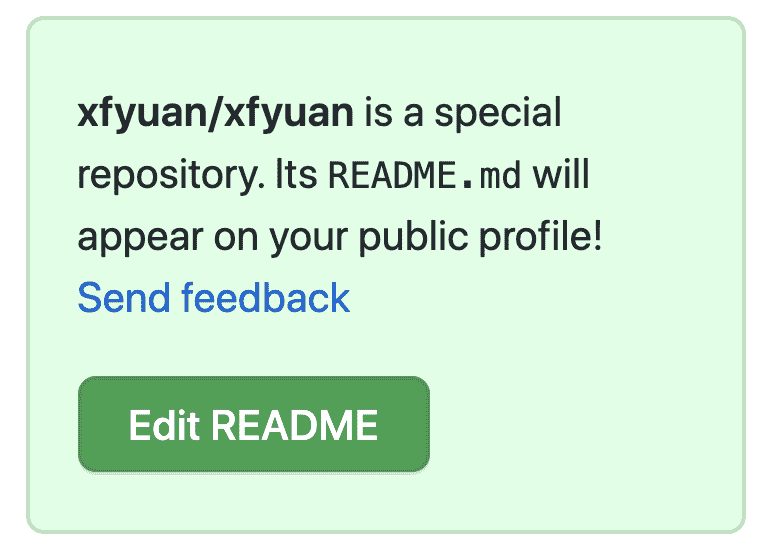 xfyuan/xfyuan is a special
repository. Its README.md will
appear on your public profile!
Send feedback
Edit README